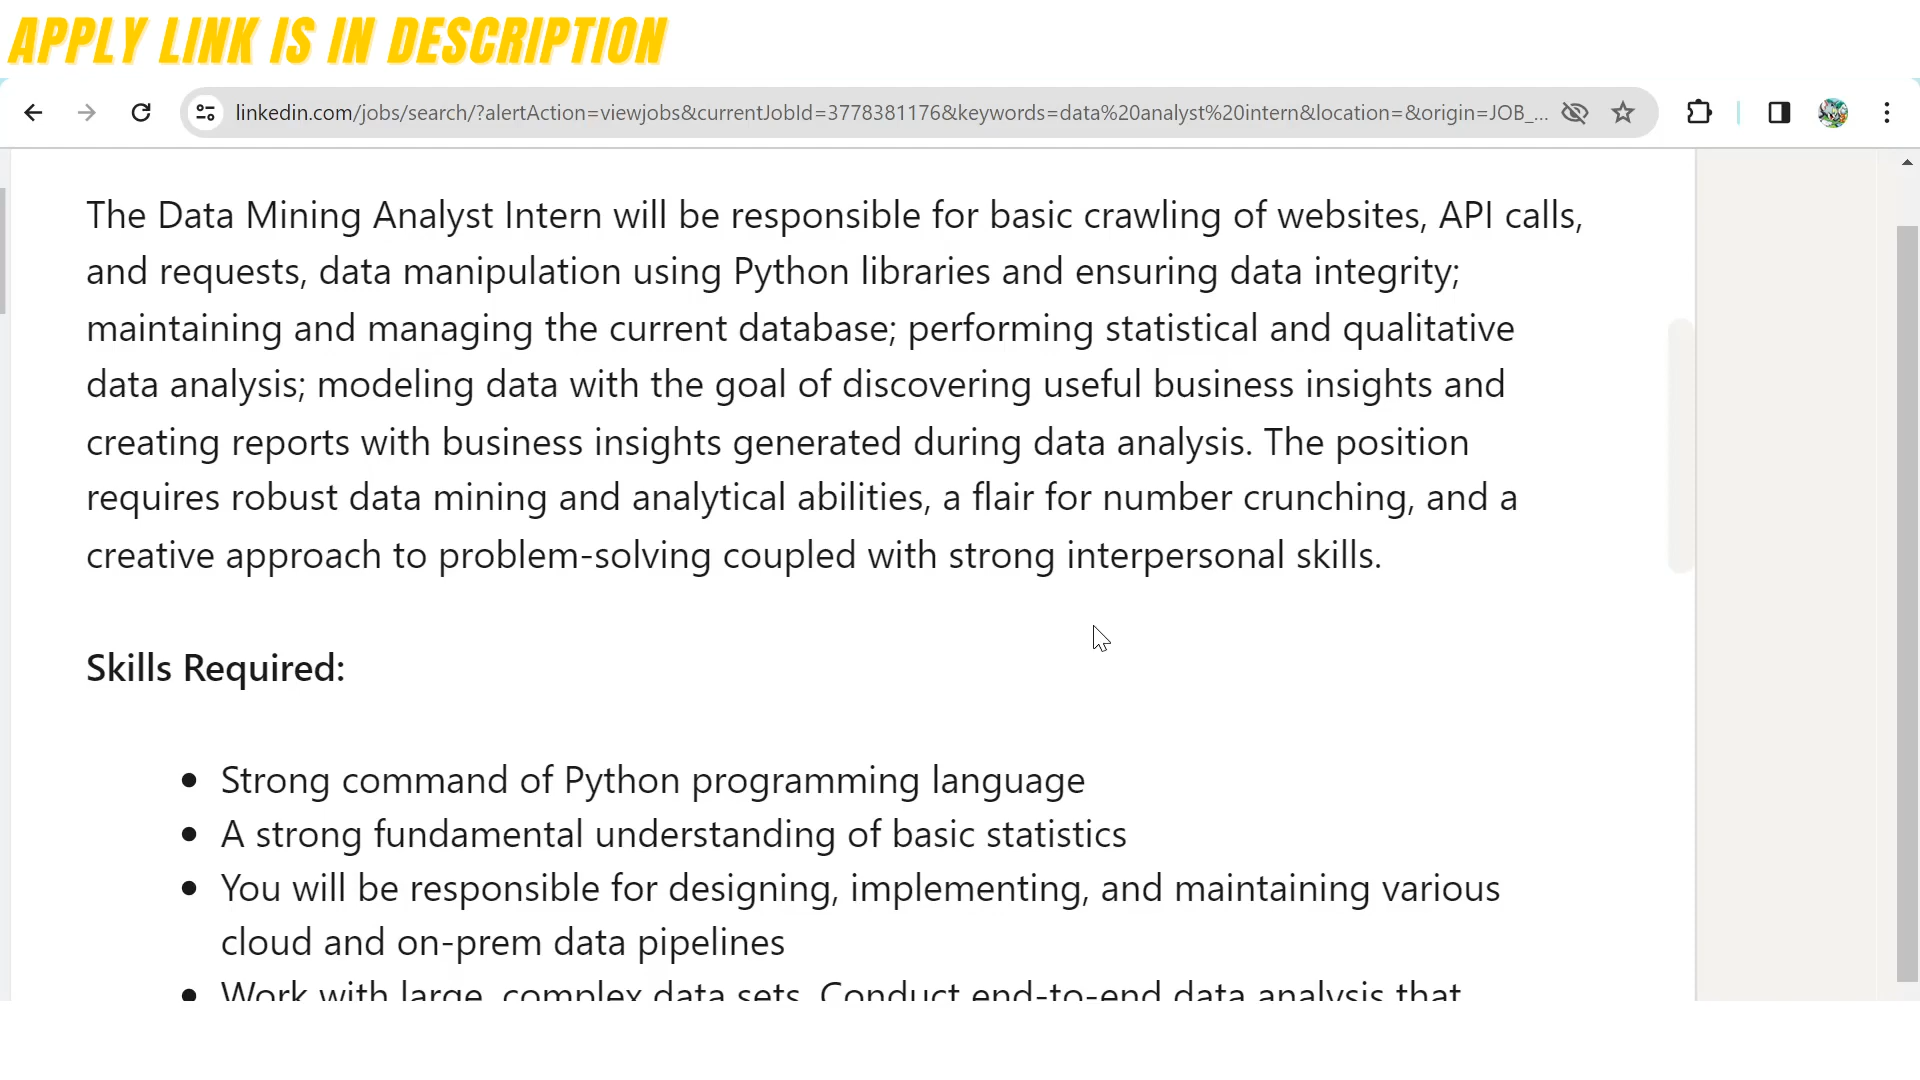 APPLY LINK IS IN DESCRIPTION
linkedin.com/jobs/search/?alertAction=viewjobs&currentJobId=3778381176&keywords=data%20analyst%20intern&location=&origin=JOB_...
The Data Mining Analyst Intern will be responsible for basic crawling of websites, API calls,
and requests, data manipulation using Python libraries and ensuring data integrity;
maintaining and managing the current database; performing statistical and qualitative
data analysis; modeling data with the goal of discovering useful business insights and
creating reports with business insights generated during data analysis. The position
requires robust data mining and analytical abilities, a flair for number crunching, and a
creative approach to problem-solving coupled with strong interpersonal skills.
Skills Required:
• Strong command of Python programming language
• A strong fundamental understanding of basic statistics
• You will be responsible for designing, implementing, and maintaining various
cloud and on-prem data pipelines
• Work with large, complex data sets. Conduct end-to-end data analysis that